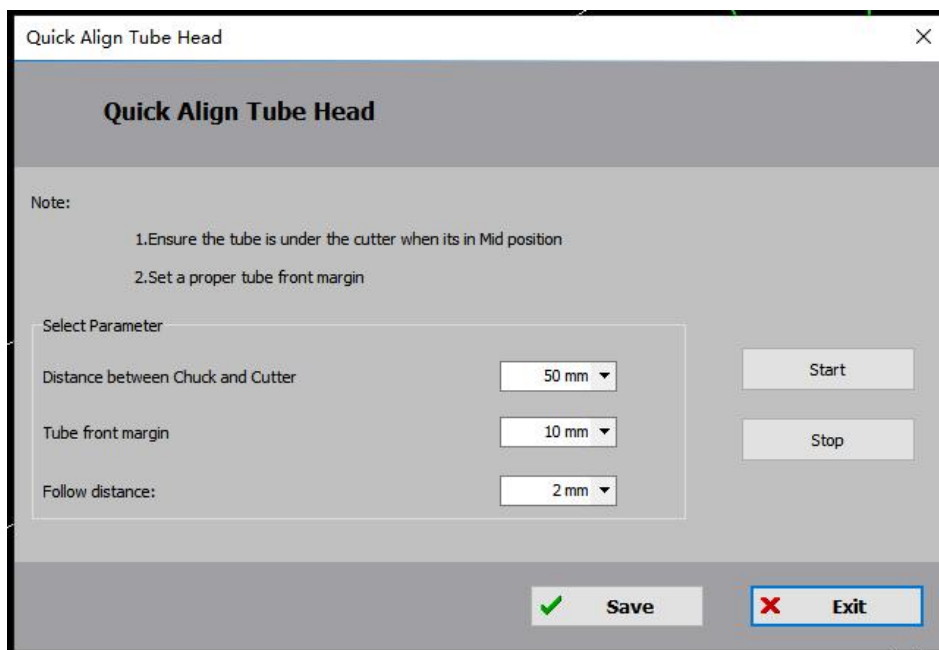 Quick Align Tube Head
Quick Align Tube Head
Note:
1.Ensure the tube is under the cutter when its in Mid position
2.Set a proper tube front margin
Select Parameter
Distance between Chuck and Cutter 50 mm
Start
Tube front margin 10 mm
Stop
Follow distance: 2 mm
Save Exit